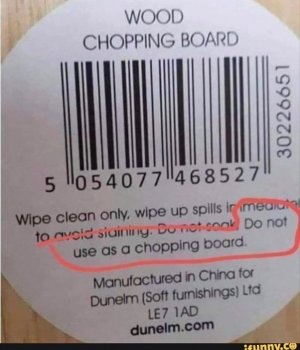 WOOD
CHOPPING BOARD
30226951
5 054077 468527
Wipe clean only, wipe up spills immediately
to avoid staining. Do not soak. Do not
use as a chopping board.
Manufactured in China for
Dunelm (Soft furnishings) Ltd
LE7 1AD
dunelm.com
ifunny.co